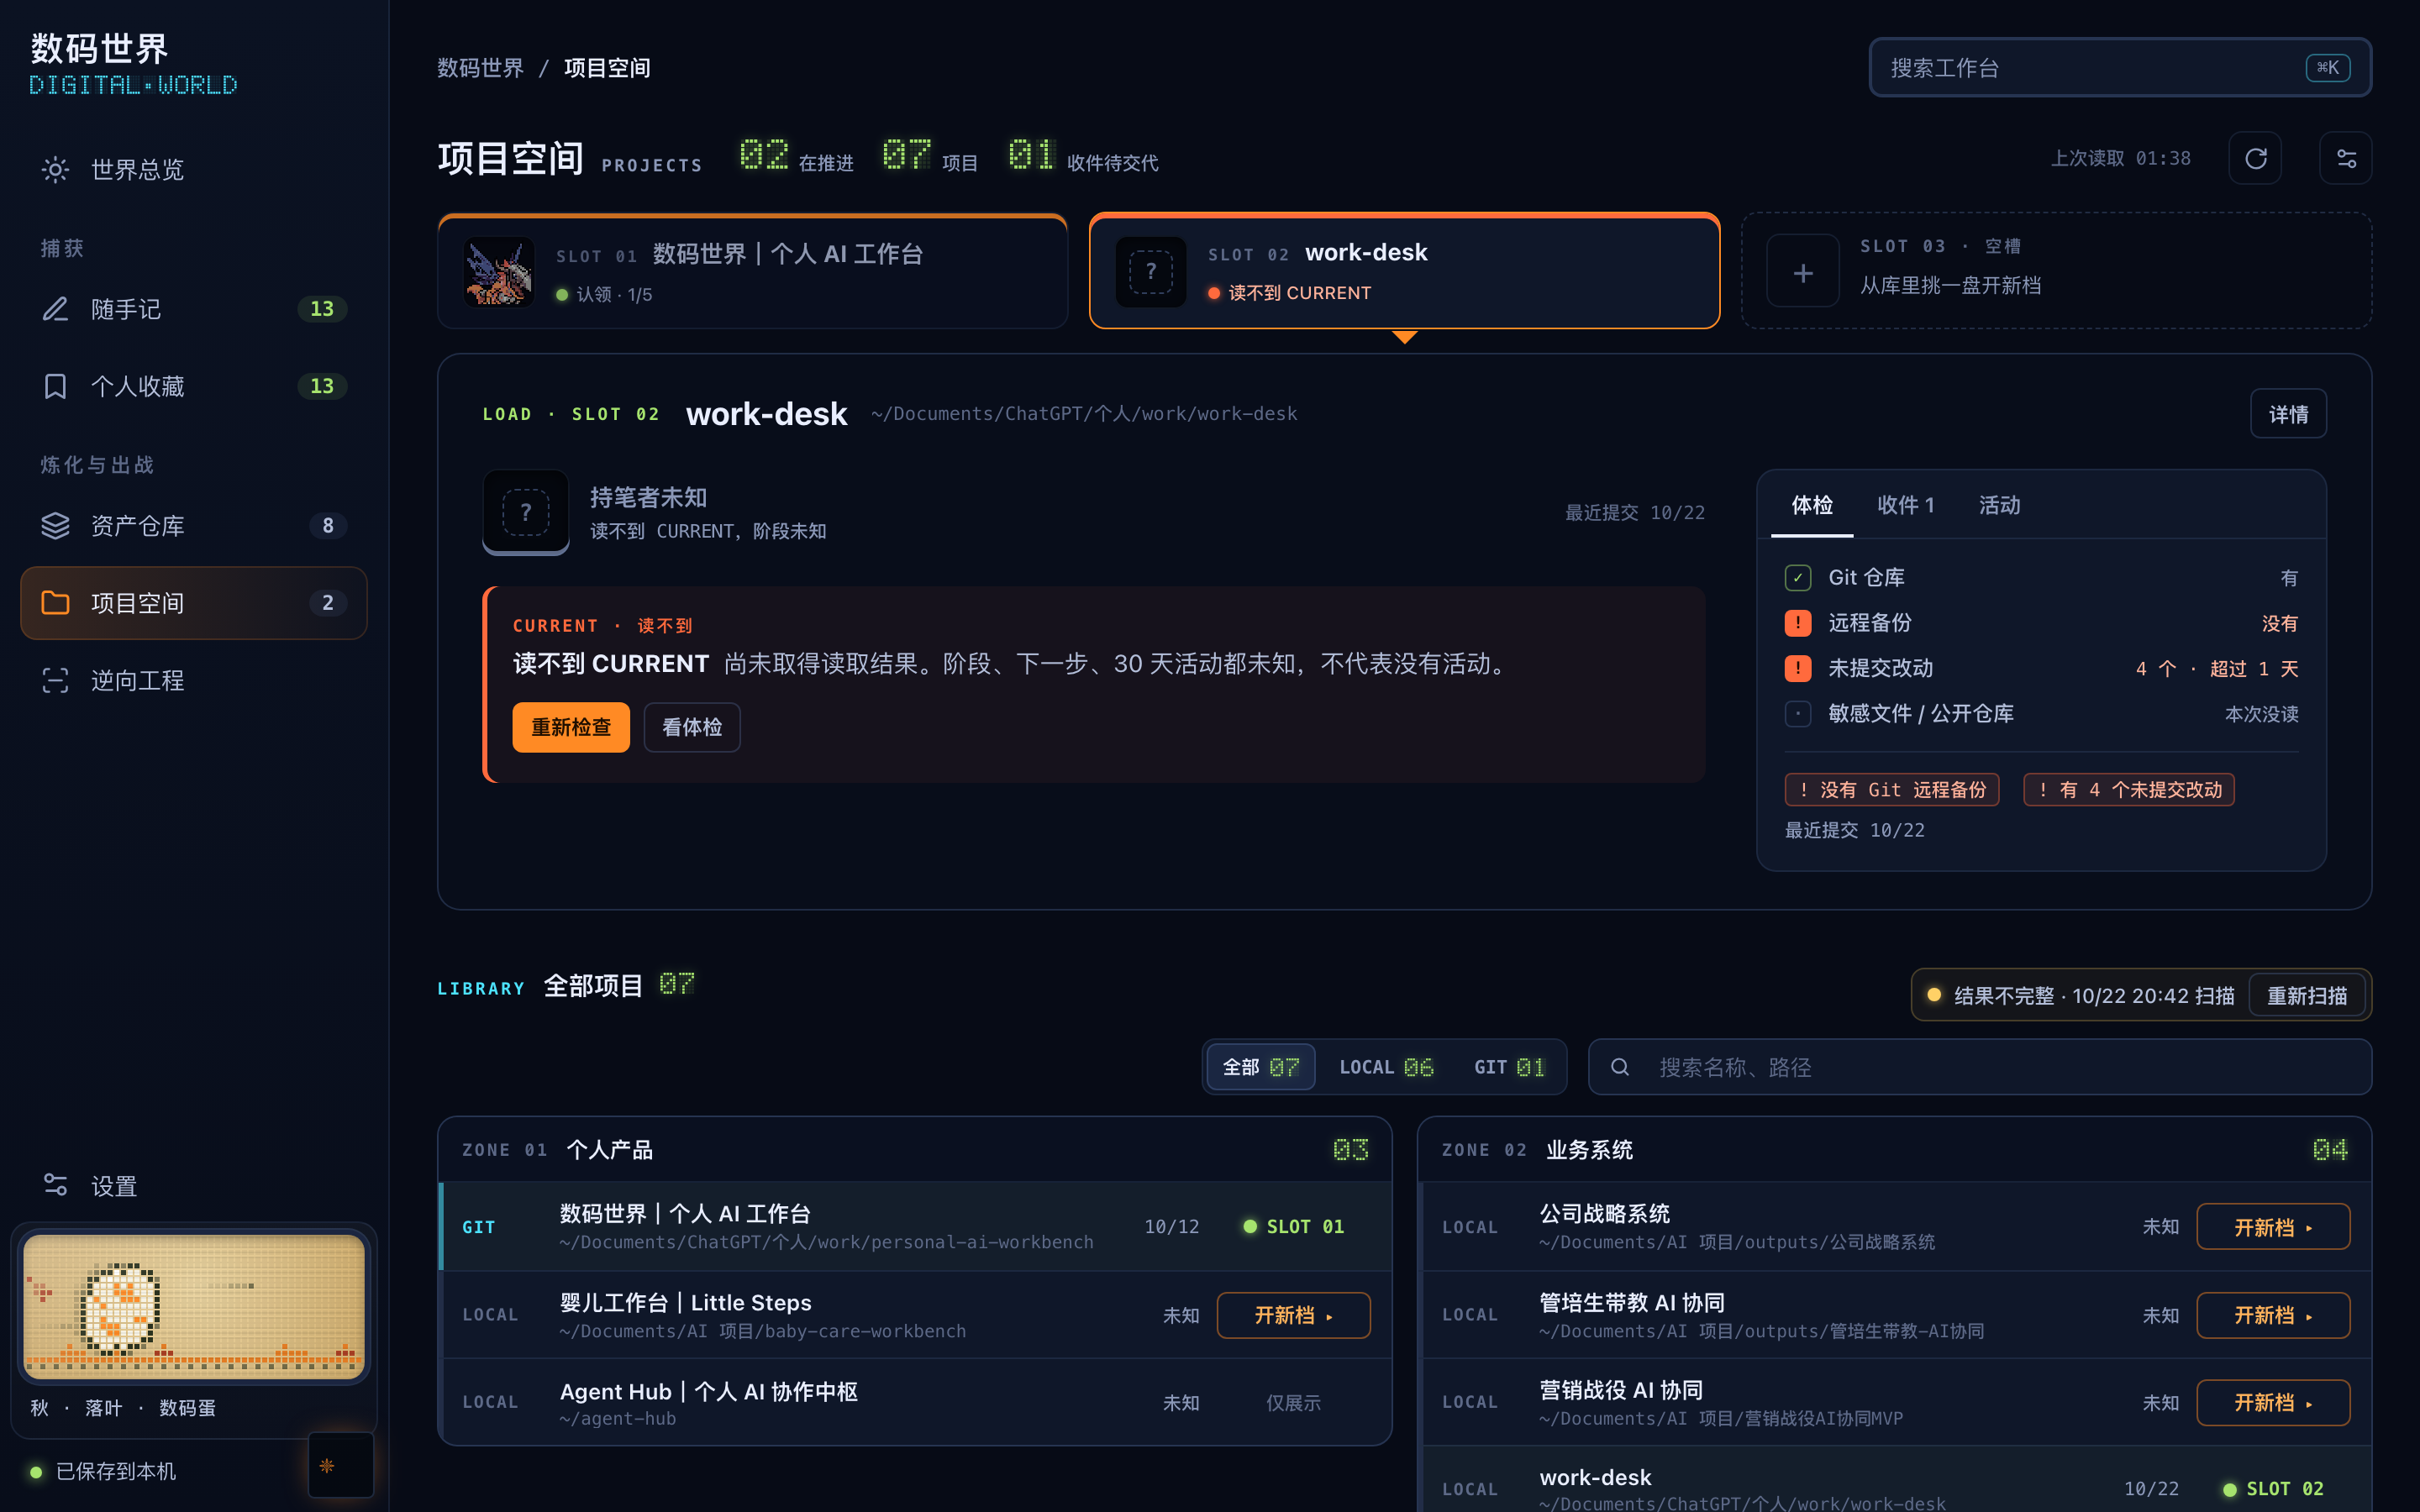 数码世界
DIGITAL·WORLD
世界总览
捕获
随手记 13
个人收藏 13
炼化与出战
资产仓库 8
项目空间 2
逆向工程
设置
秋 · 落叶 · 数码蛋
已保存到本机
数码世界 / 项目空间
搜索工作台 ⌘K
项目空间 PROJECTS 02 在推进 07 项目 01 收件待交代
上次读取 01:38
SLOT 01 数码世界｜个人 AI 工作台
认领 · 1/5
? SLOT 02 work-desk
读不到 CURRENT
+ SLOT 03 · 空槽
从库里挑一盘开新档
LOAD · SLOT 02 work-desk ~/Documents/ChatGPT/个人/work/work-desk
详情
? 持笔者未知
读不到 CURRENT，阶段未知
最近提交 10/22
CURRENT · 读不到
读不到 CURRENT 尚未取得读取结果。阶段、下一步、30 天活动都未知，不代表没有活动。
重新检查 看体检
体检 收件 1 活动
✓ Git 仓库 有
! 远程备份 没有
! 未提交改动 4 个 · 超过 1 天
· 敏感文件 / 公开仓库 本次没读
! 没有 Git 远程备份 ! 有 4 个未提交改动
最近提交 10/22
LIBRARY 全部项目 07
结果不完整 · 10/22 20:42 扫描 重新扫描
全部 07 LOCAL 06 GIT 01
搜索名称、路径
ZONE 01 个人产品 03
GIT 数码世界｜个人 AI 工作台 10/12 SLOT 01
~/Documents/ChatGPT/个人/work/personal-ai-workbench
LOCAL 婴儿工作台｜Little Steps 未知 开新档 ▸
~/Documents/AI 项目/baby-care-workbench
LOCAL Agent Hub｜个人 AI 协作中枢 未知 仅展示
~/agent-hub
ZONE 02 业务系统 04
LOCAL 公司战略系统 未知 开新档 ▸
~/Documents/AI 项目/outputs/公司战略系统
LOCAL 管培生带教 AI 协同 未知 开新档 ▸
~/Documents/AI 项目/outputs/管培生带教-AI协同
LOCAL 营销战役 AI 协同 未知 开新档 ▸
~/Documents/AI 项目/营销战役AI协同MVP
LOCAL work-desk 10/22 SLOT 02
~/Documents/ChatGPT/个人/work/work-desk